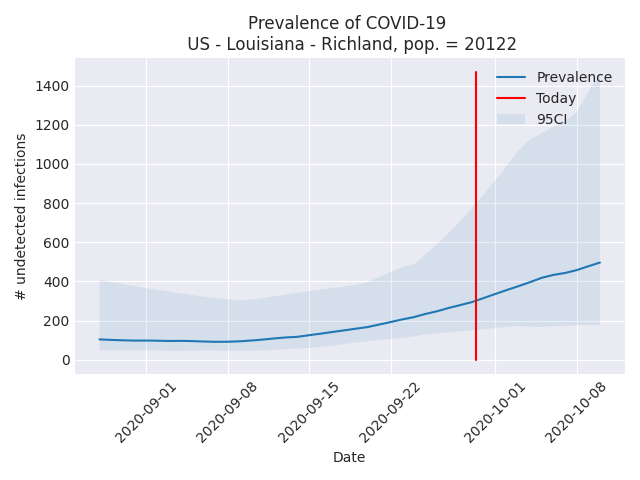 Prevalence of COVID-19
US - Louisiana - Richland, pop. = 20122
Prevalence
Today
95CI
1400
1200
1000
800
600
400
200
0
# undetected infections
2020-09-01
2020-09-08
2020-09-15
2020-09-22
2020-10-01
2020-10-08
Date